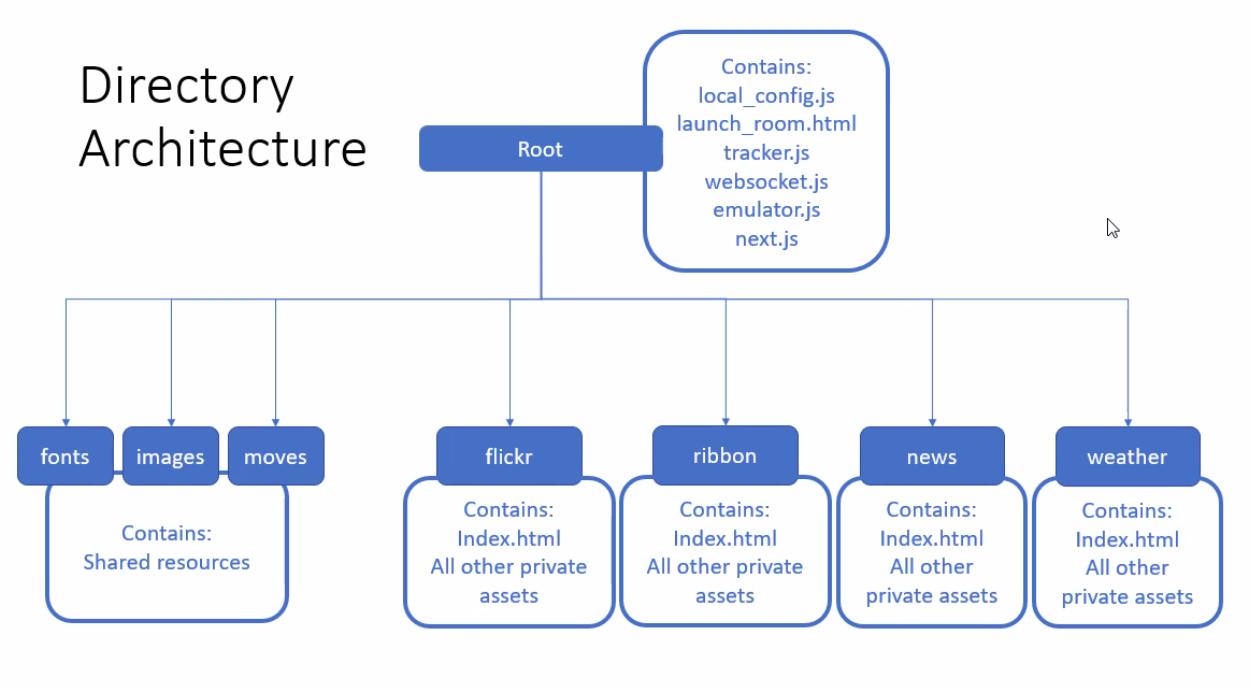 Directory
Architecture
Root
Contains:
local_config.js
launch_room.html
tracker.js
websocket.js
emulator.js
next.js
fonts
images
moves
Contains:
Shared resources
flickr
Contains:
Index.html
All other private
assets
ribbon
Contains:
Index.html
All other private
assets
news
Contains:
Index.html
All other
private assets
weather
Contains:
Index.html
All other
private assets